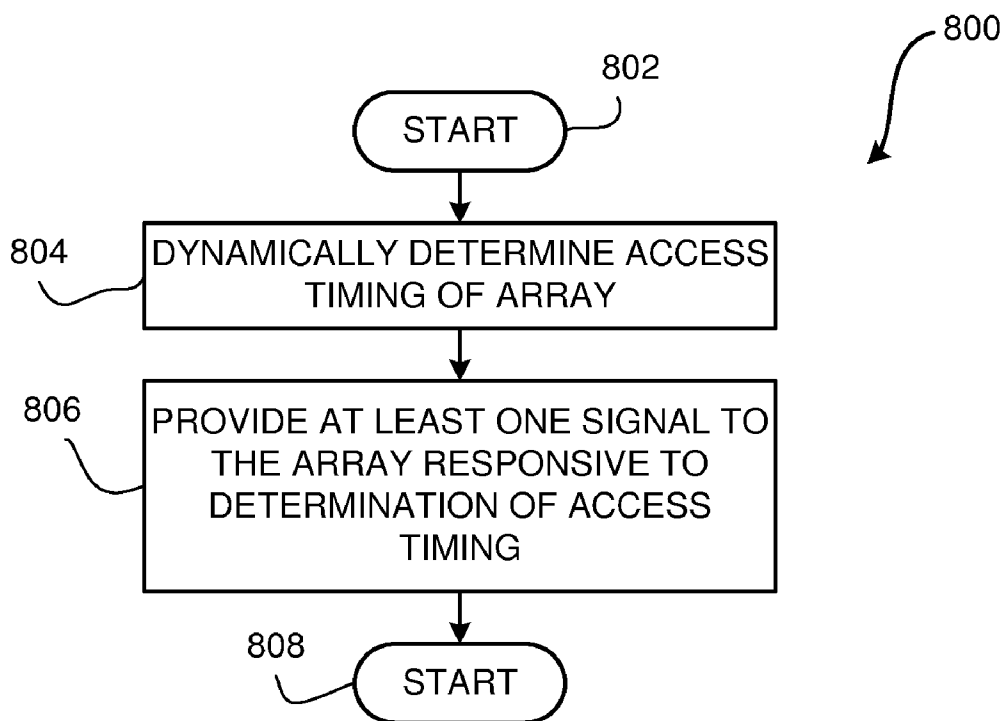 800
802
START
804
DYNAMICALLY DETERMINE ACCESS
TIMING OF ARRAY
806
PROVIDE AT LEAST ONE SIGNAL TO
THE ARRAY RESPONSIVE TO
DETERMINATION OF ACCESS
TIMING
808
START